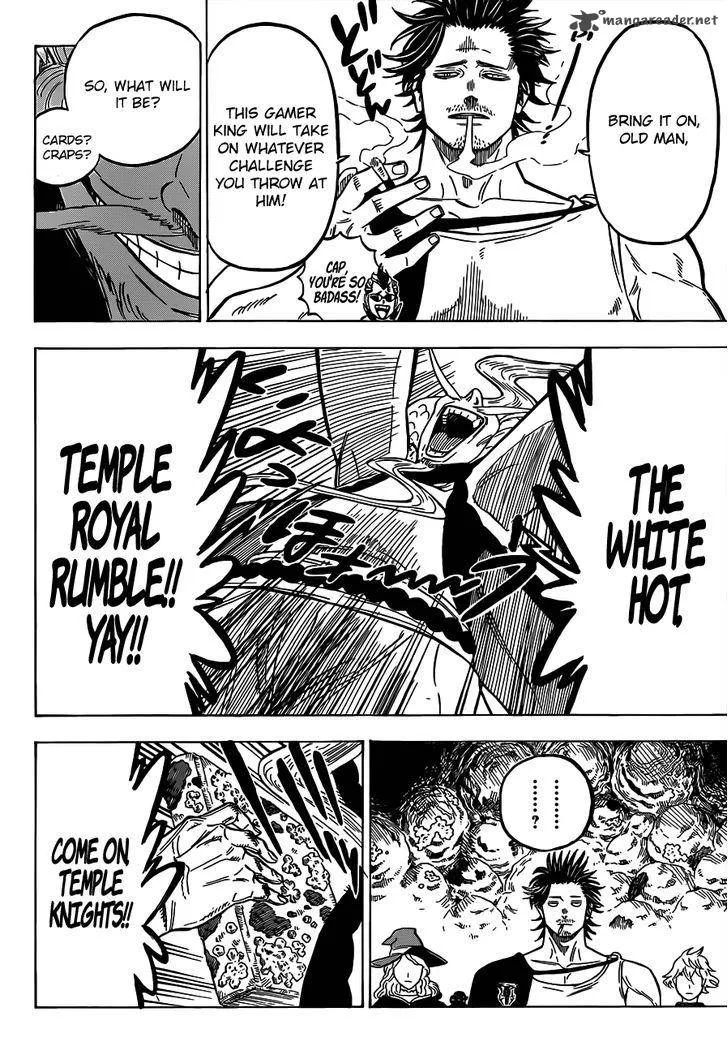 mangareader.net
BRING IT ON,
OLD MAN,
THIS GAMER
KING WILL TAKE
ON WHATEVER
CHALLENGE
YOU THROW AT
HIM!
CAP,
YOU'RE SO
BADASS!
SO, WHAT WILL
IT BE?
CARDS?
CRAPS?
THE
WHITE
HOT,
TEMPLE
ROYAL
RUMBLE!!
YAY!!
......?
COME ON,
TEMPLE
KNIGHTS!!